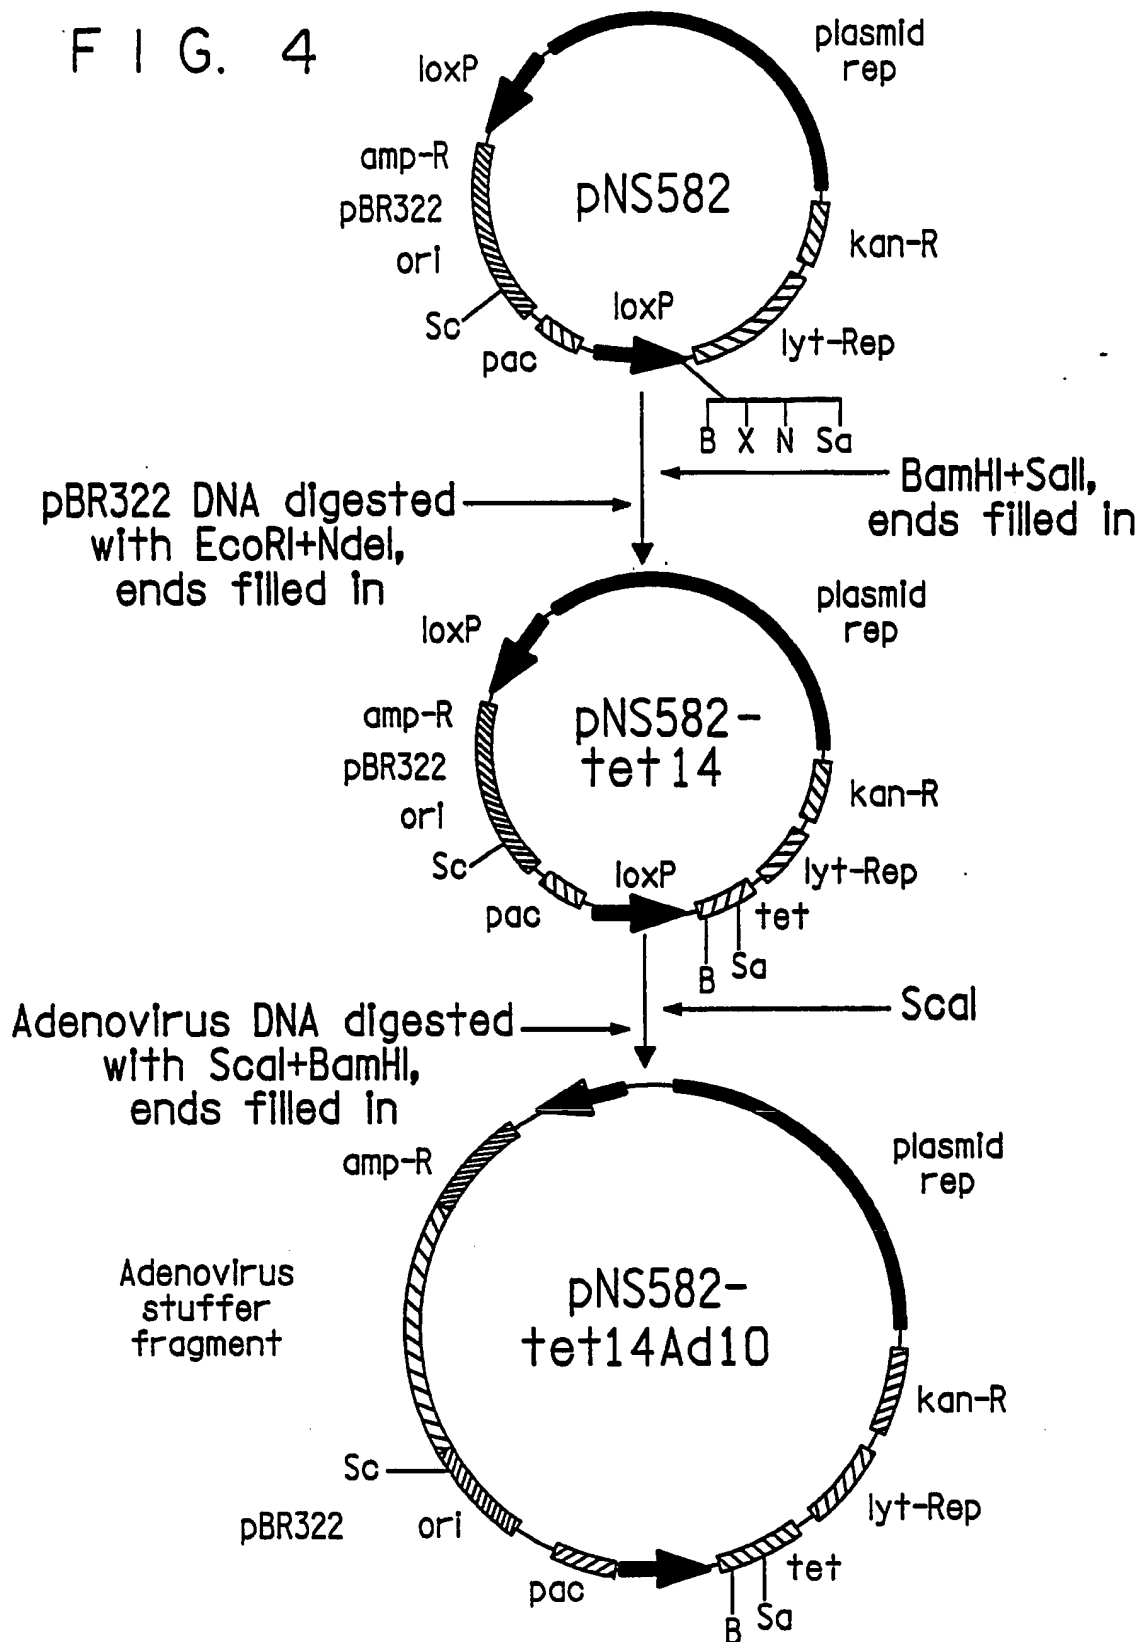 FIG. 4
plasmid
rep
loxP
amp-R
pBR322
ori
pNS582
kan-R
Sc
loxP
lyt-Rep
pac
B X N Sa
BamHI+SalI,
ends filled in
pBR322 DNA digested
with EcoRI+NdeI,
ends filled in
plasmid
rep
loxP
amp-R
pBR322
ori
pNS582-
tet14
kan-R
Sc
loxP
lyt-Rep
pac
tet
B
Sa
ScaI
Adenovirus DNA digested
with ScaI+BamHI,
ends filled in
amp-R
plasmid
rep
Adenovirus
stuffer
fragment
pNS582-
tet14Ad10
kan-R
Sc
pBR322
ori
lyt-Rep
pac
tet
B
Sa